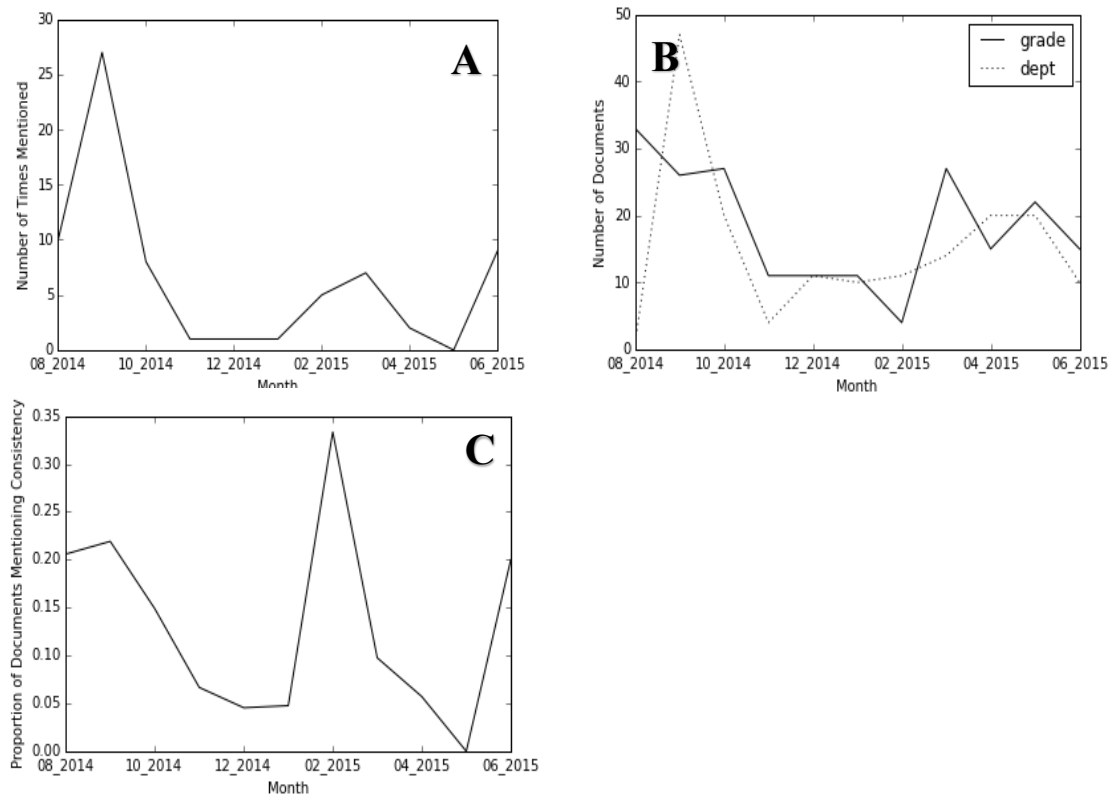 A
Number of Times Mentioned
30
25
20
15
10
5
0
08_2014 10_2014 12_2014 02_2015 04_2015 06_2015
Month
B
grade
dept
Number of Documents
50
40
30
20
10
0
08_2014 10_2014 12_2014 02_2015 04_2015 06_2015
Month
C
Proportion of Documents Mentioning Consistency
0.35
0.30
0.25
0.20
0.15
0.10
0.05
0.00
08_2014 10_2014 12_2014 02_2015 04_2015 06_2015
Month